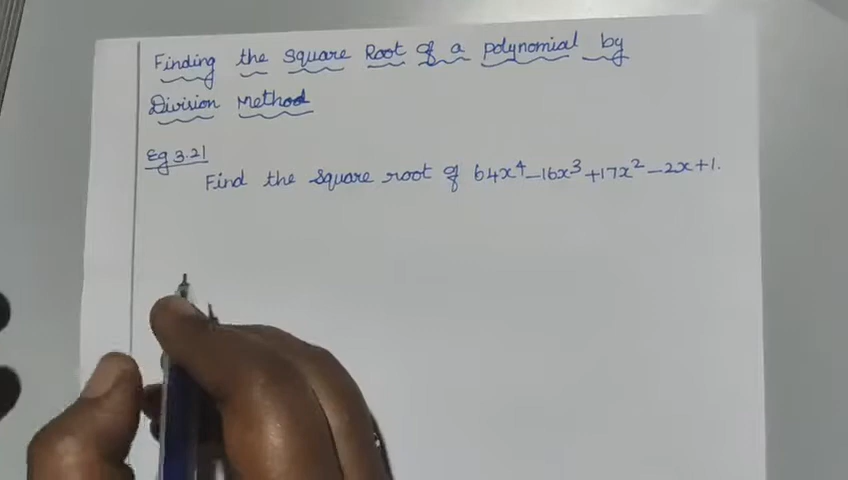 Finding the Square Root of a polynomial by
Division Method
Eg 3.21
Find the square root of 64x⁴ – 16x³ + 17x² – 2x + 1.